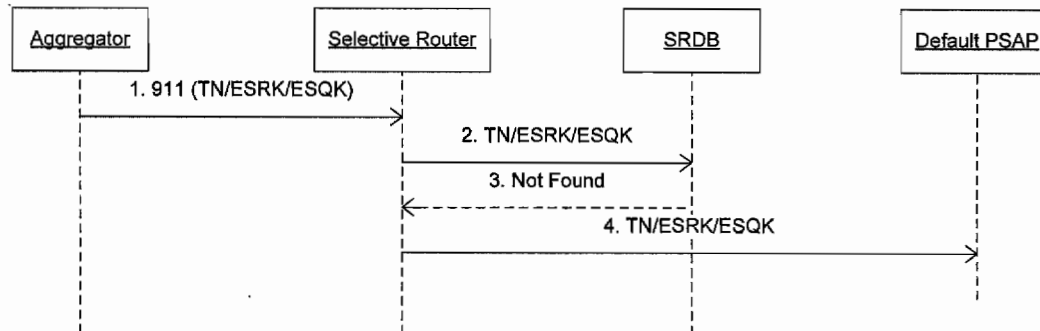 Aggregator
Selective Router
SRDB
Default PSAP
1. 911 (TN/ESRK/ESQK)
2. TN/ESRK/ESQK
3. Not Found
4. TN/ESRK/ESQK